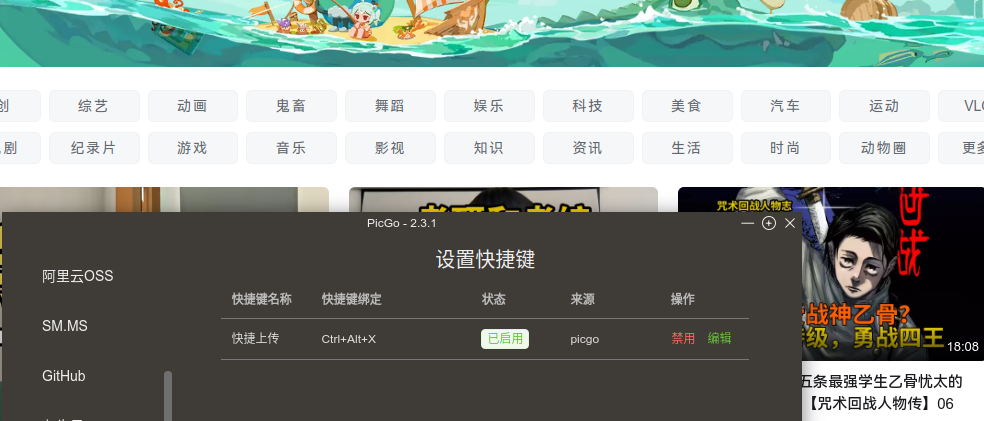 创 综艺 动画 鬼畜 舞蹈 娱乐 科技 美食 汽车 运动
剧 纪录片 游戏 音乐 影视 知识 资讯 生活 时尚 动物圈
咒术回战人物志
PicGo - 2.3.1
设置快捷键
阿里云OSS
快捷键名称 快捷键绑定 状态 来源 操作
SM.MS
快捷上传 Ctrl+Alt+X 已启用 picgo 禁用 编辑
GitHub
战神乙骨?
级，勇战四王
18:08
五条最强学生乙骨忧太的
【咒术回战人物传】06